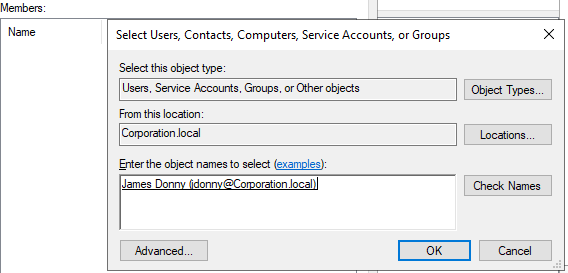 Members:
Name
Select Users, Contacts, Computers, Service Accounts, or Groups
Select this object type:
Users, Service Accounts, Groups, or Other objects
Object Types...
From this location:
Corporation.local
Locations...
Enter the object names to select (examples):
James Donny (jdonny@Corporation.local)
Check Names
Advanced...
OK
Cancel